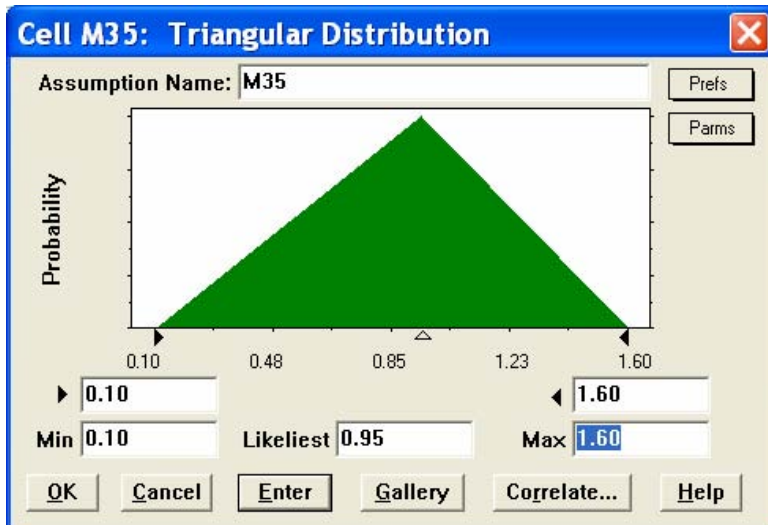 Cell M35: Triangular Distribution
Assumption Name: M35
Prefs
Parms
Probability
0.10 0.48 0.85 1.23 1.60
0.10 1.60
Min 0.10 Likeliest 0.95 Max 1.60
OK Cancel Enter Gallery Correlate... Help